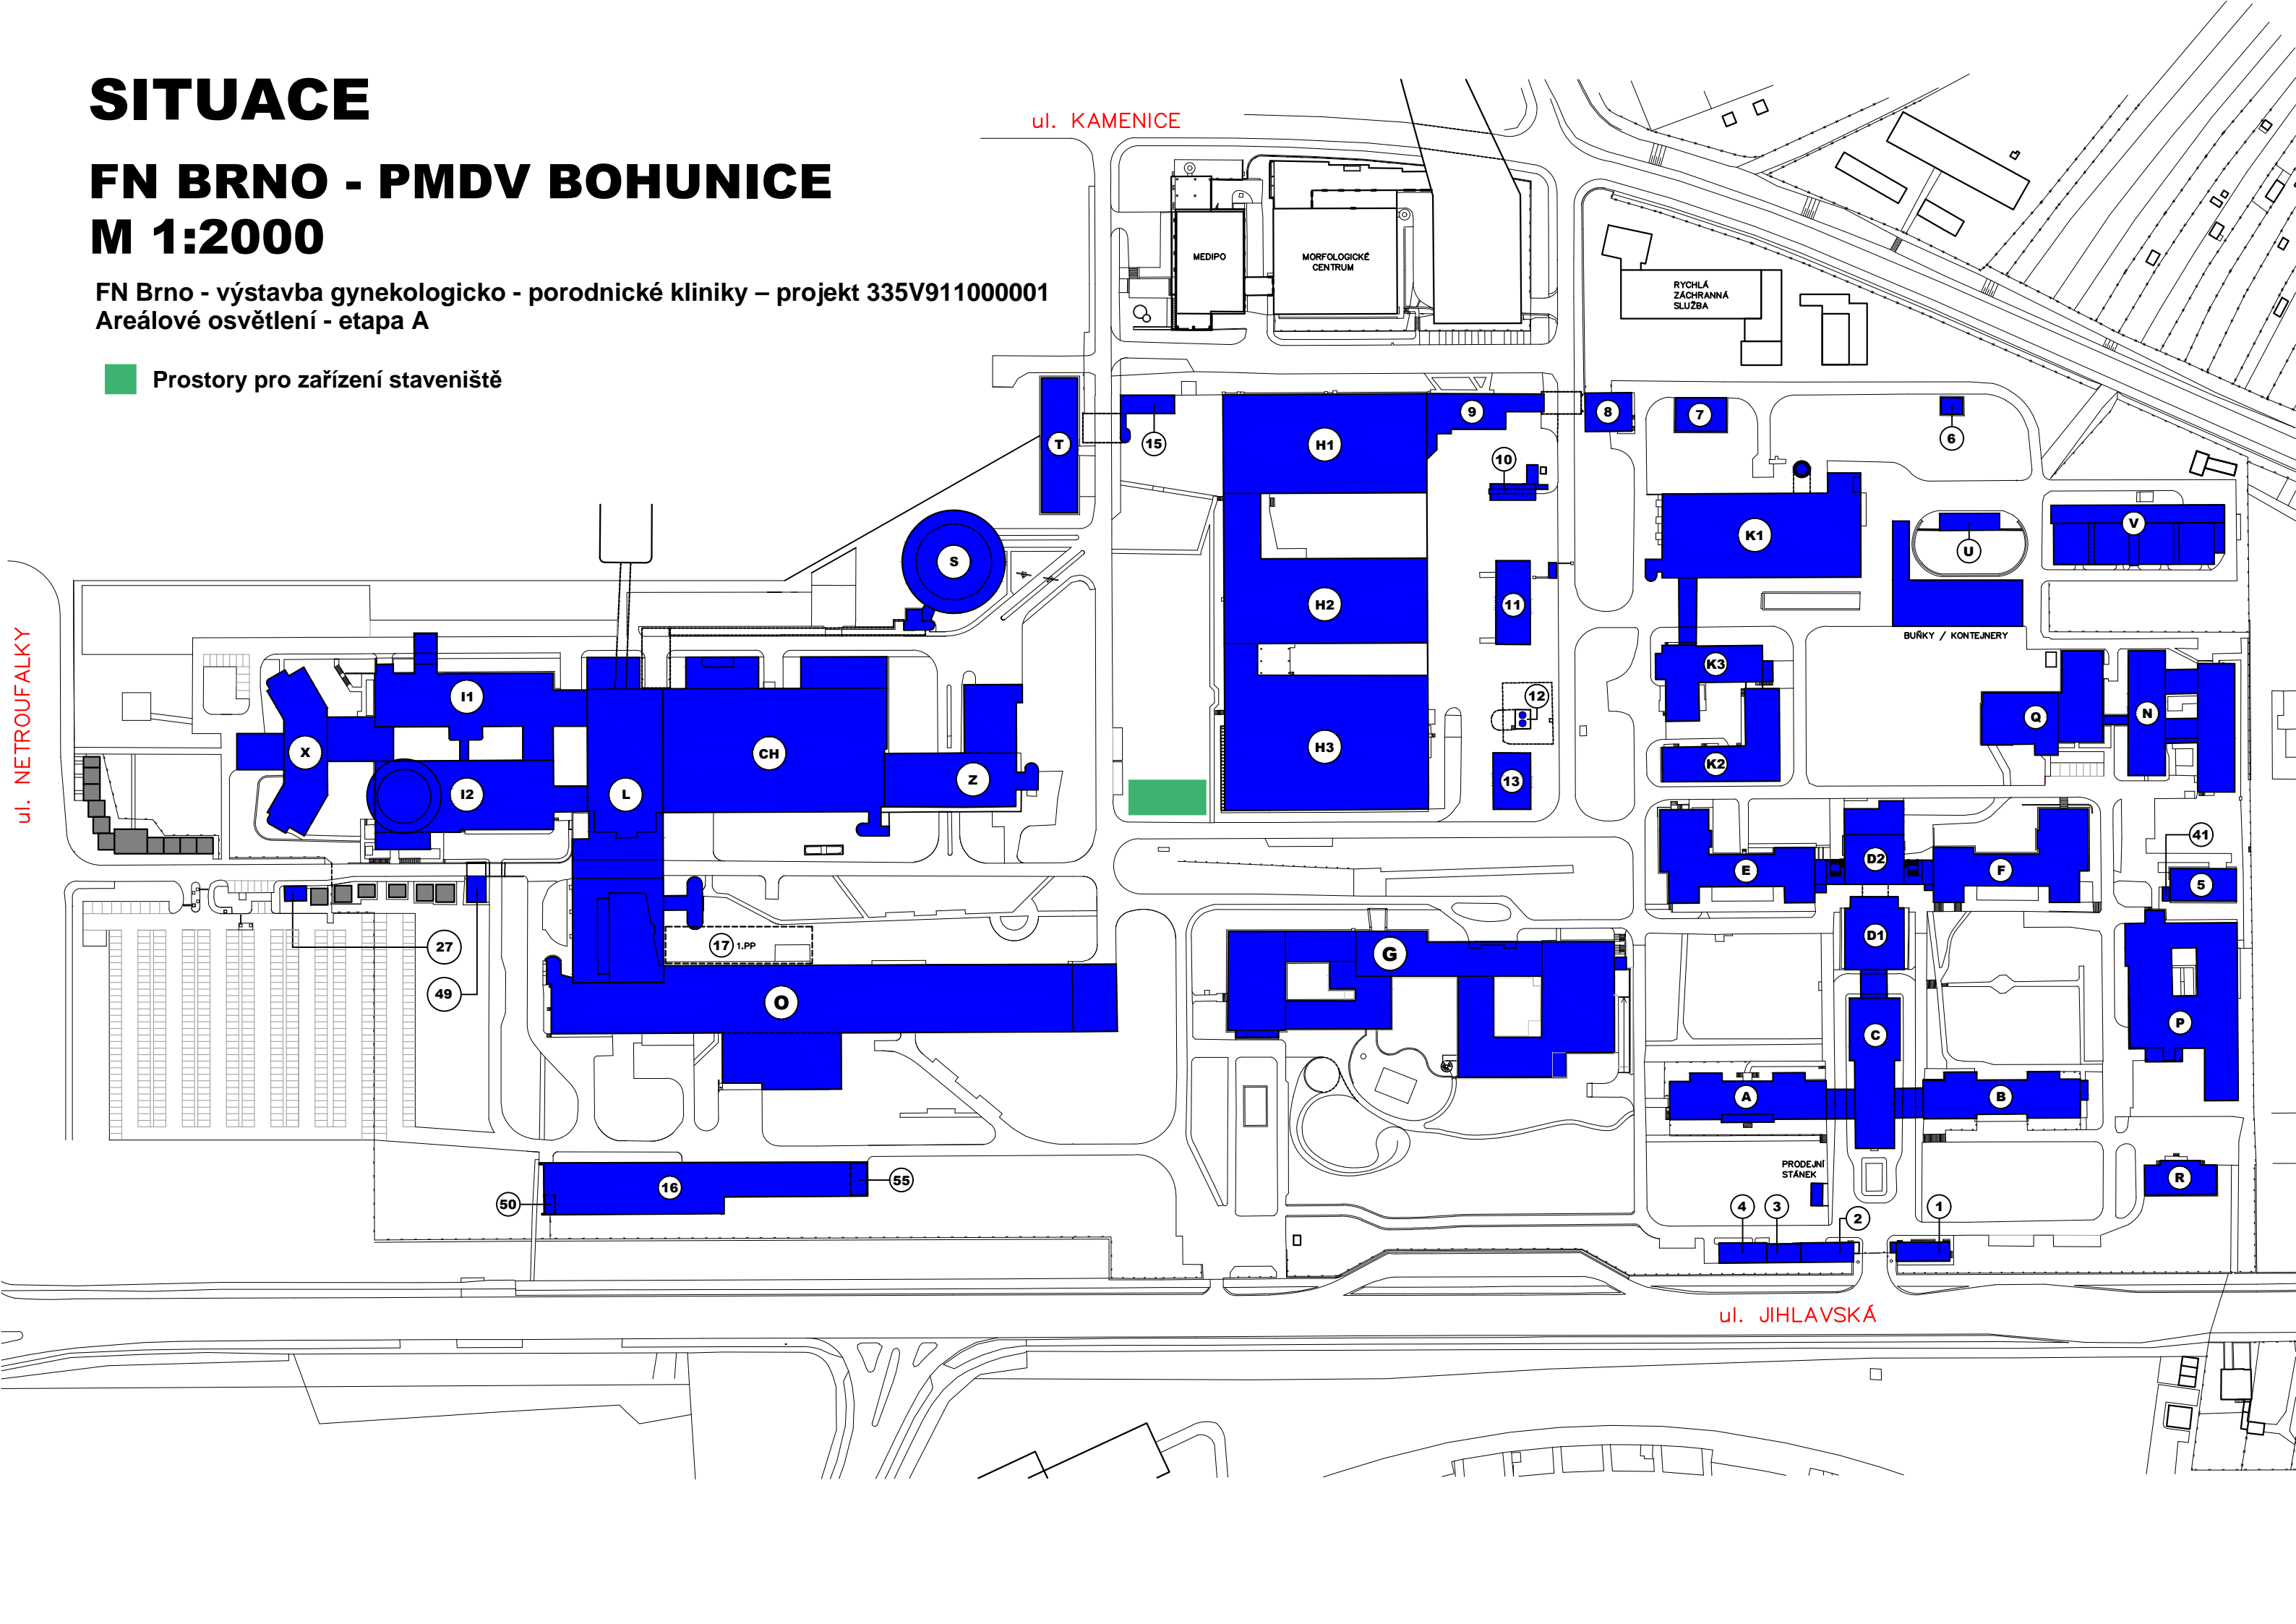 SITUACE
FN BRNO - PMDV BOHUNICE
M 1:2000
FN Brno - výstavba gynekologicko - porodnické kliniky – projekt 335V911000001
Areálové osvětlení - etapa A
Prostory pro zařízení staveniště
ul. KAMENICE
MEDIPO
MORFOLOGICKÉ
CENTRUM
RYCHLÁ
ZÁCHRANNÁ
SLUŽBA
T
15
H1
9
8
7
6
10
S
K1
U
V
H2
11
BUŇKY / KONTEJNERY
ul. NETROUFALKY
K3
X
I1
I2
L
CH
Z
H3
12
13
K2
Q
N
E
D2
F
41
5
27
49
17
1.PP
O
G
D1
C
P
A
B
16
50
55
PRODEJNÍ
STÁNEK
R
4
3
2
1
ul. JIHLAVSKÁ